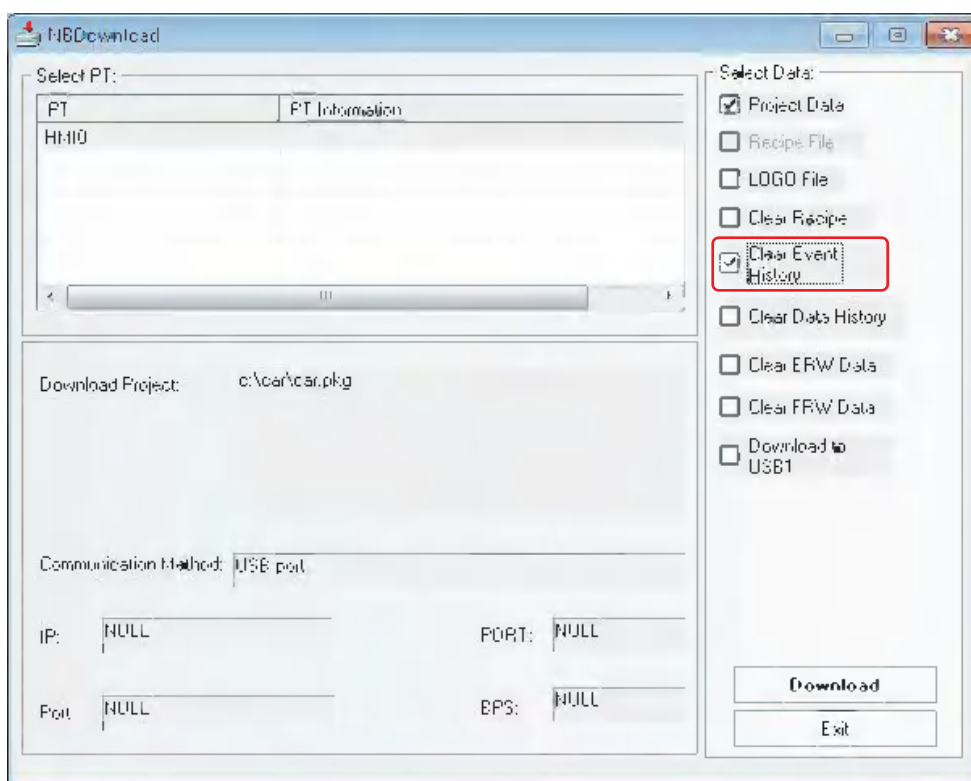 NBDownload
Select PT:
PT PT Information
HMI0
Download Project: c:\car\car.pkg
Communication Method: USB port
IP: NULL PORT: NULL
Port NULL BPS: NULL
Select Data:
Project Data
Recipe File
LOGO File
Clear Recipe
Clear Event
History
Clear Data History
Clear ERW Data
Clear FRW Data
Download to
USB1
Download
Exit